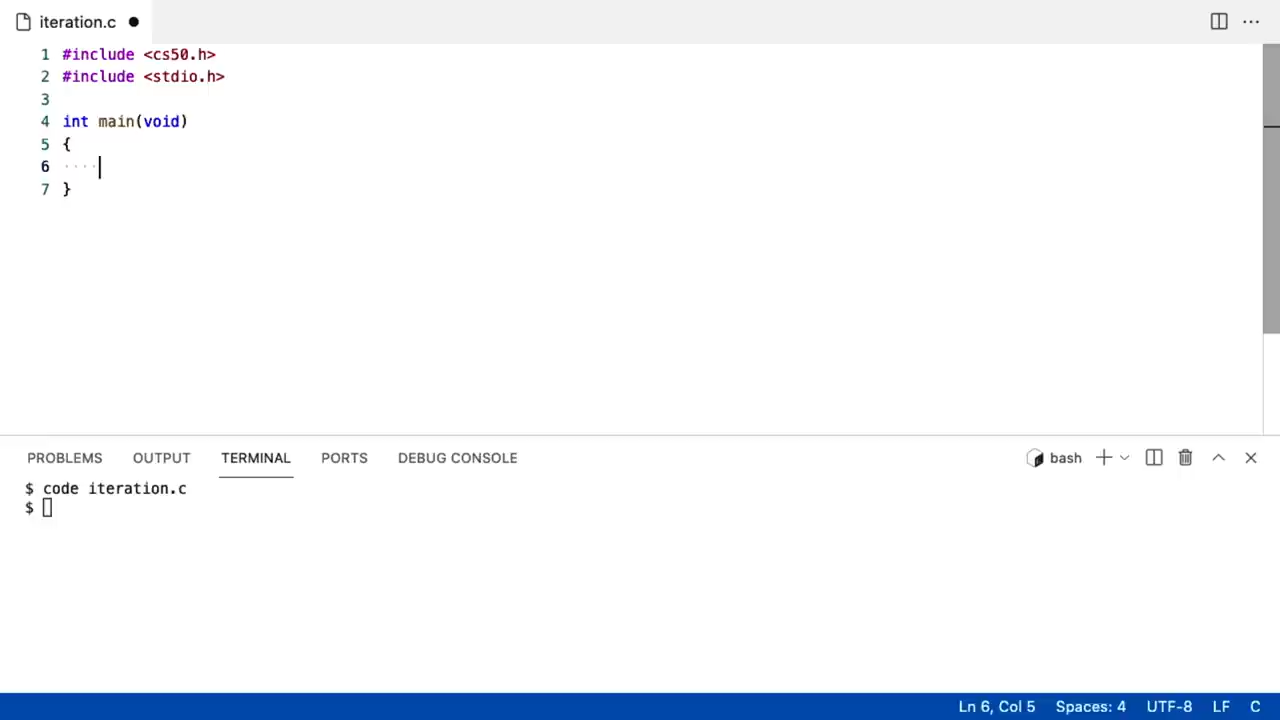 iteration.c
1 #include <cs50.h>
2 #include <stdio.h>
3
4 int main(void)
5 {
6 ····
7 }
PROBLEMS OUTPUT TERMINAL PORTS DEBUG CONSOLE bash
$ code iteration.c
$
Ln 6, Col 5 Spaces: 4 UTF-8 LF C